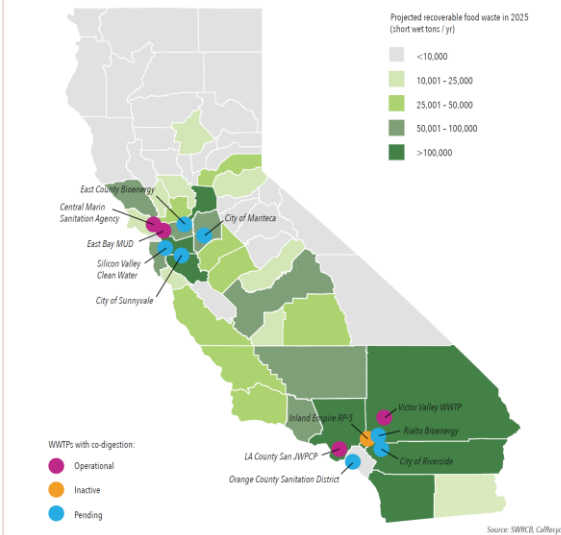 Projected recoverable food waste in 2025
(short wet tons / yr)
<10,000
10,001 – 25,000
25,001 – 50,000
50,001 – 100,000
>100,000
East County Bioenergy
Central Marin
Sanitation Agency
City of Manteca
East Bay MUD
Silicon Valley
Clean Water
City of Sunnyvale
Victor Valley WWTP
Inland Empire RP-5
Rialto Bioenergy
LA County San JWPCP
City of Riverside
Orange County Sanitation District
WWTPs with co-digestion:
Operational
Inactive
Pending
Source: SWRCB, CalRecyc